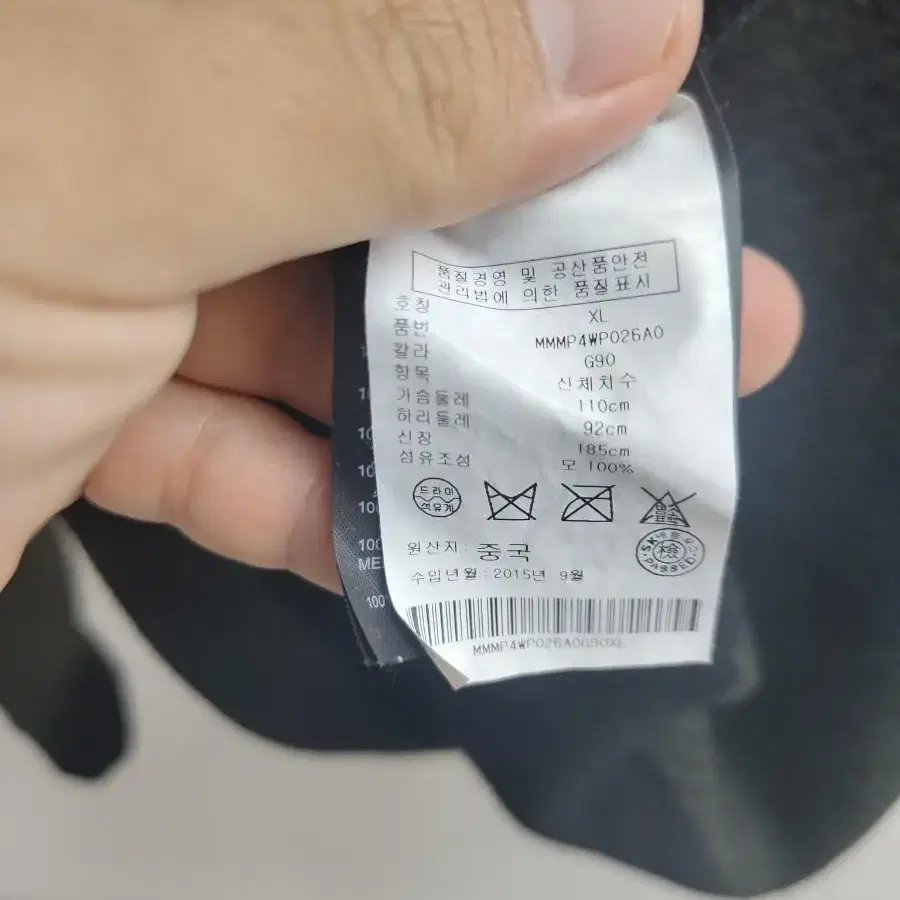 품질경영 및 공산품안전
관리법에 의한 품질표시
호칭 XL
품번 MMMP4WP026A0
칼라 G90
항목 신체치수
가슴둘레 110cm
허리둘레 92cm
신장 185cm
섬유조성 모 100%
드라이
석유계
원산지 : 중국
수입년월 : 2015년 9월
PASSED
MMMP4WP026A0G90XL
100
ME
100